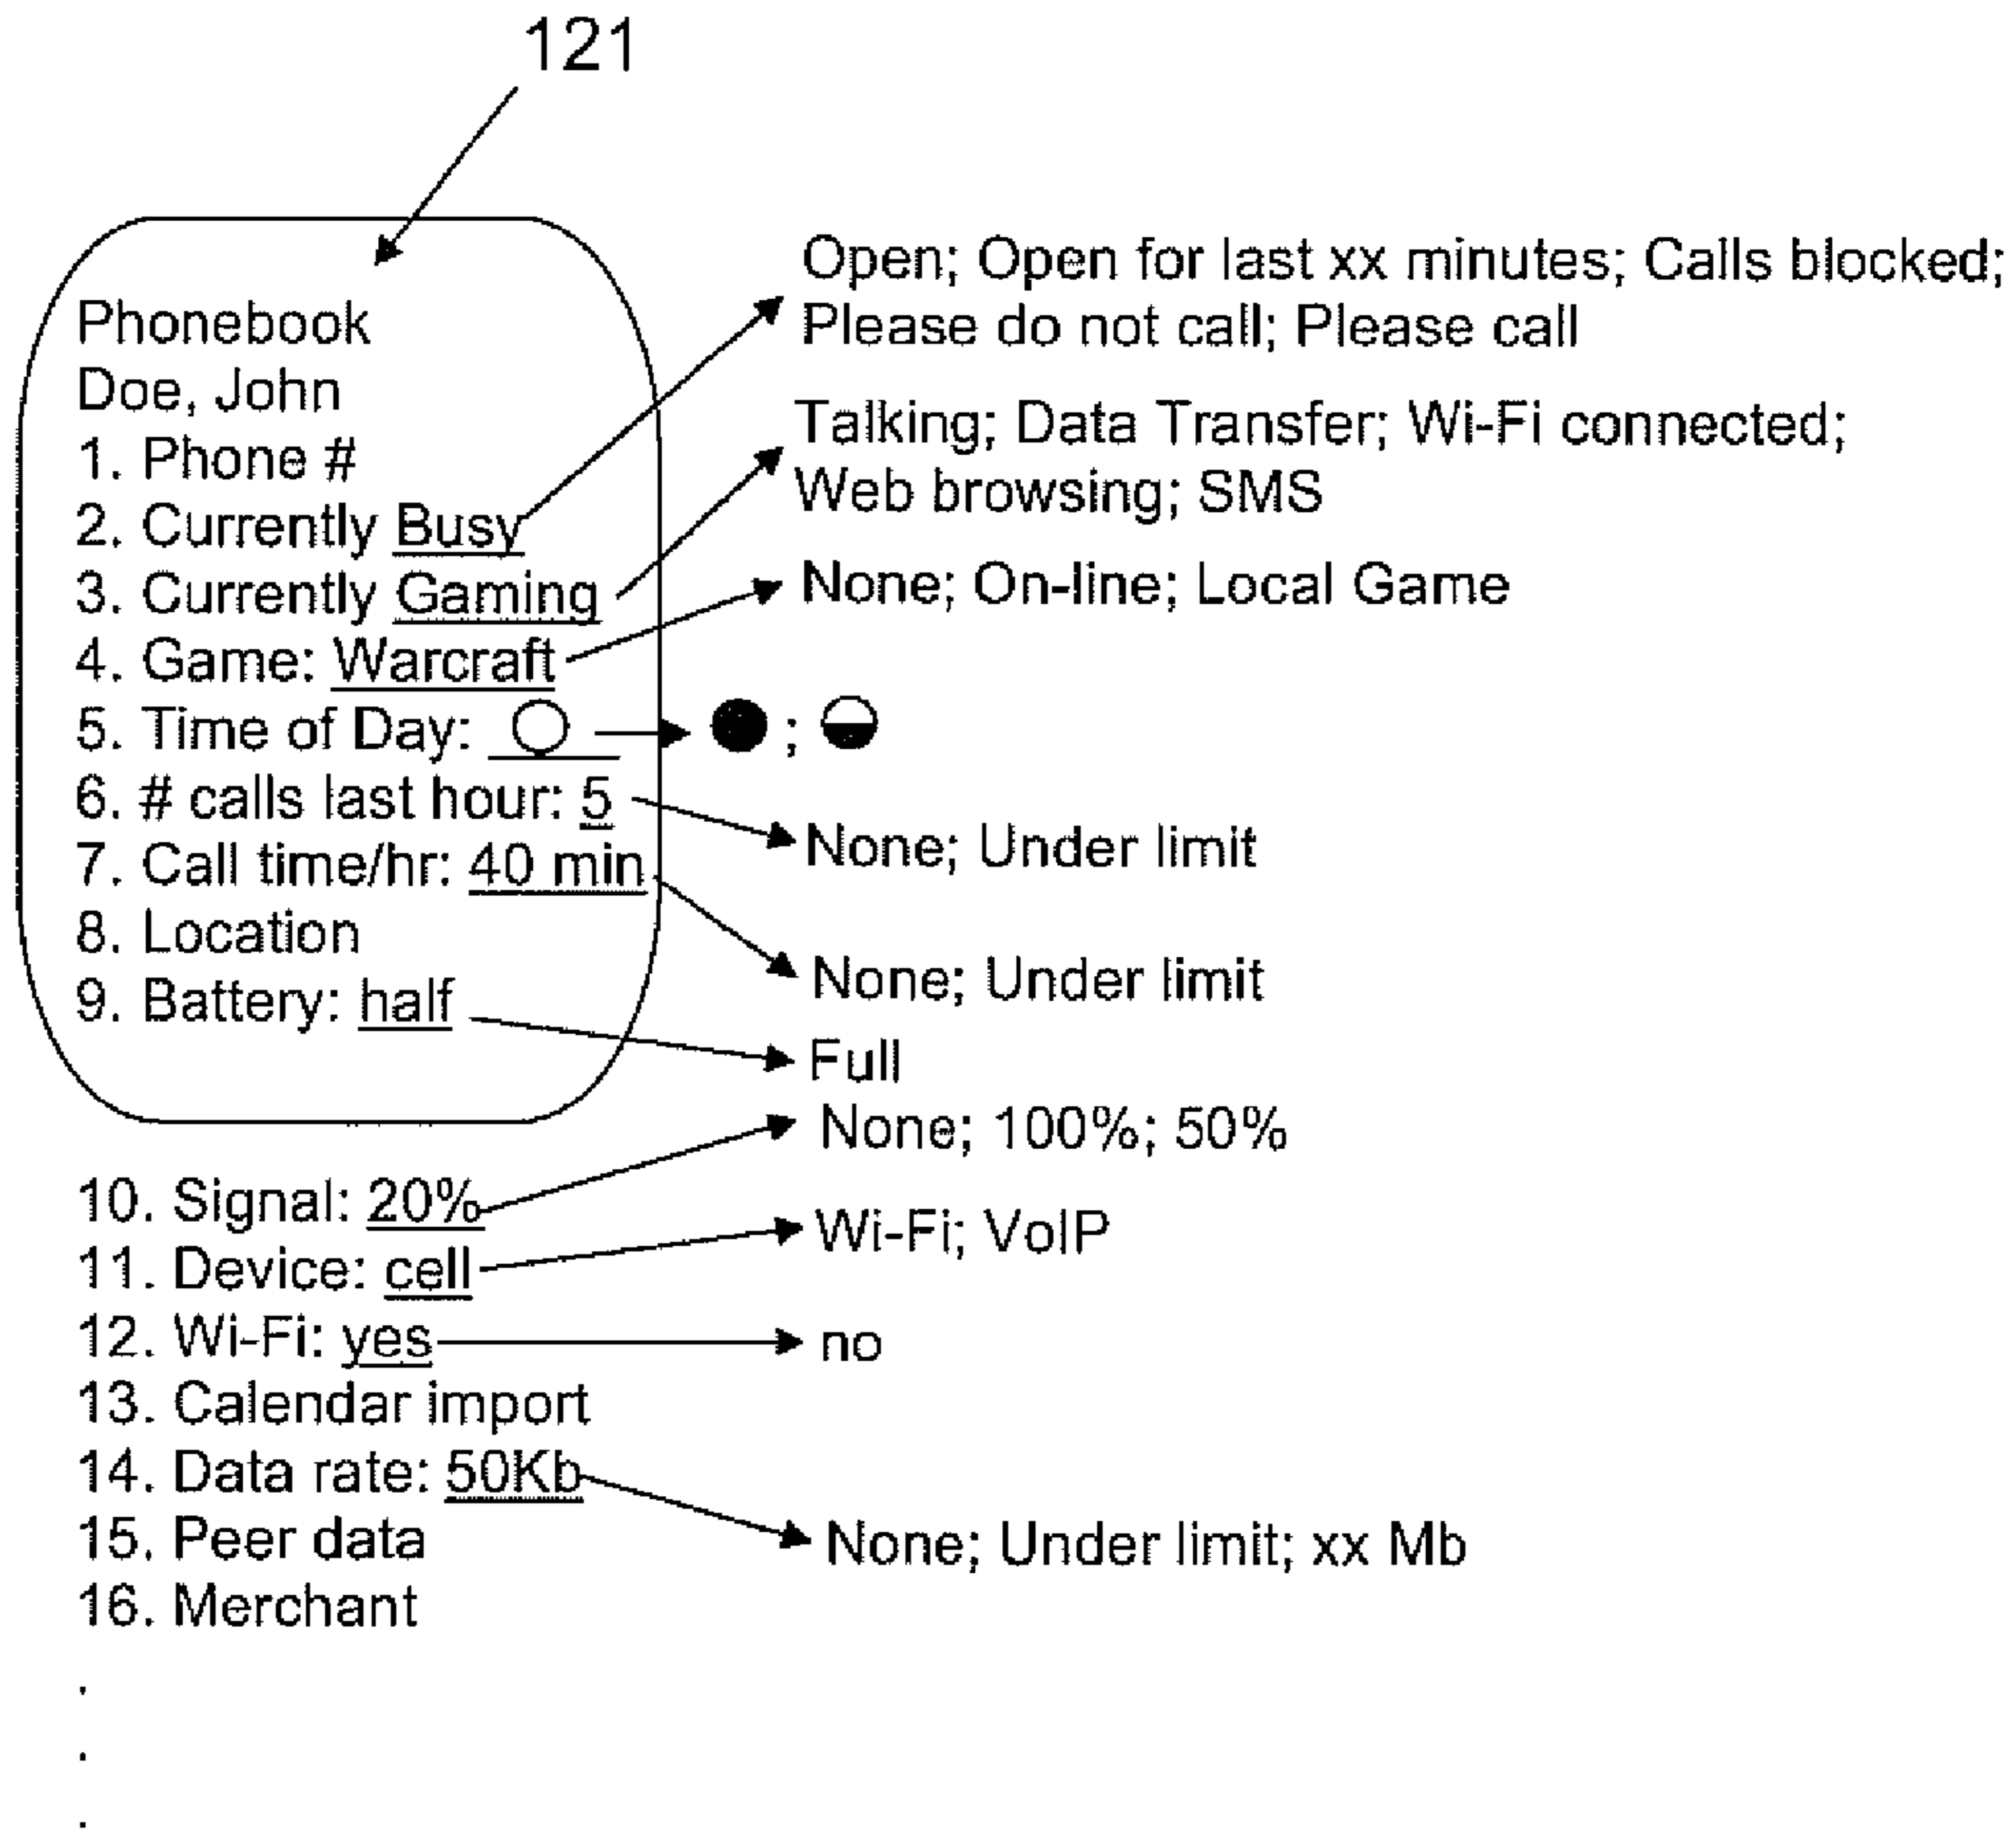 121
Phonebook
Doe, John
1. Phone #
2. Currently Busy
3. Currently Gaming
4. Game: Warcraft
5. Time of Day:
6. # calls last hour: 5
7. Call time/hr: 40 min
8. Location
9. Battery: half
10. Signal: 20%
11. Device: cell
12. Wi-Fi: yes
13. Calendar import
14. Data rate: 50Kb
15. Peer data
16. Merchant
.
.
.
Open; Open for last xx minutes; Calls blocked;
Please do not call; Please call
Talking; Data Transfer; Wi-Fi connected;
Web browsing; SMS
None; On-line; Local Game
;
None; Under limit
None; Under limit
Full
None; 100%; 50%
Wi-Fi; VoIP
no
None; Under limit; xx Mb